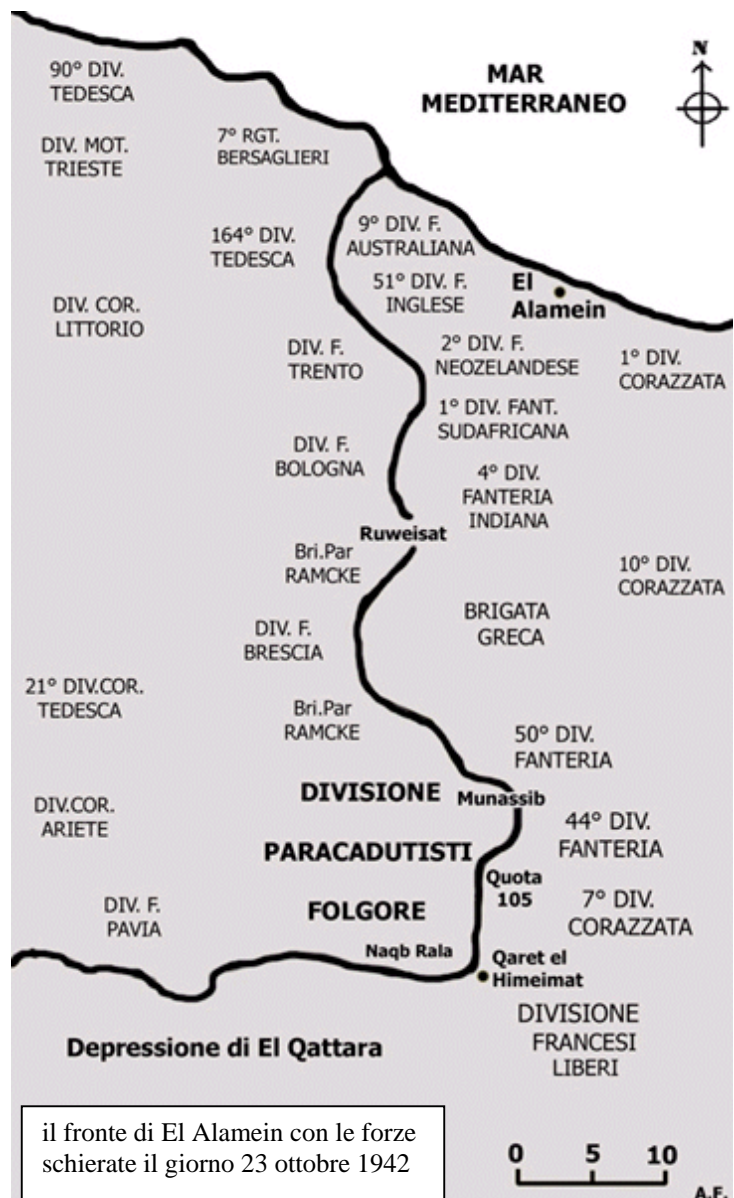 N
MAR
MEDITERRANEO
90° DIV.
TEDESCA
DIV. MOT.
TRIESTE
7° RGT.
BERSAGLIERI
164° DIV.
TEDESCA
9° DIV. F.
AUSTRALIANA
51° DIV. F.
INGLESE
El
Alamein
DIV. COR.
LITTORIO
DIV. F.
TRENTO
2° DIV. F.
NEOZELANDESE
1° DIV.
CORAZZATA
1° DIV. FANT.
SUDAFRICANA
DIV. F.
BOLOGNA
4° DIV.
FANTERIA
INDIANA
Ruweisat
Bri.Par
RAMCKE
10° DIV.
CORAZZATA
BRIGATA
GRECA
DIV. F.
BRESCIA
21° DIV.COR.
TEDESCA
Bri.Par
RAMCKE
50° DIV.
FANTERIA
DIVISIONE
Munassib
DIV.COR.
ARIETE
44° DIV.
FANTERIA
PARACADUTISTI
Quota
105
7° DIV.
CORAZZATA
DIV. F.
PAVIA
FOLGORE
Naqb Rala
Qaret el
Himeimat
DIVISIONE
FRANCESI
LIBERI
Depressione di El Qattara
il fronte di El Alamein con le forze
schierate il giorno 23 ottobre 1942
0 5 10
A.F.